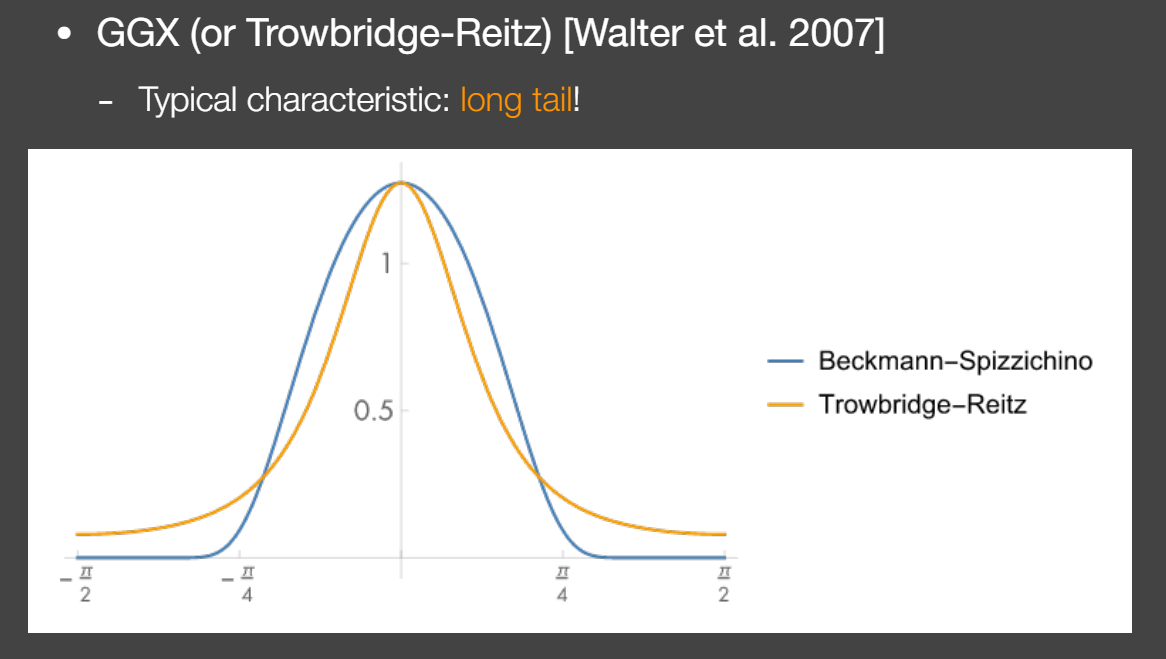 • GGX (or Trowbridge-Reitz) [Walter et al. 2007]
- Typical characteristic: long tail!
1
0.5
Beckmann–Spizzichino
Trowbridge–Reitz
- π/2
- π/4
π/4
π/2